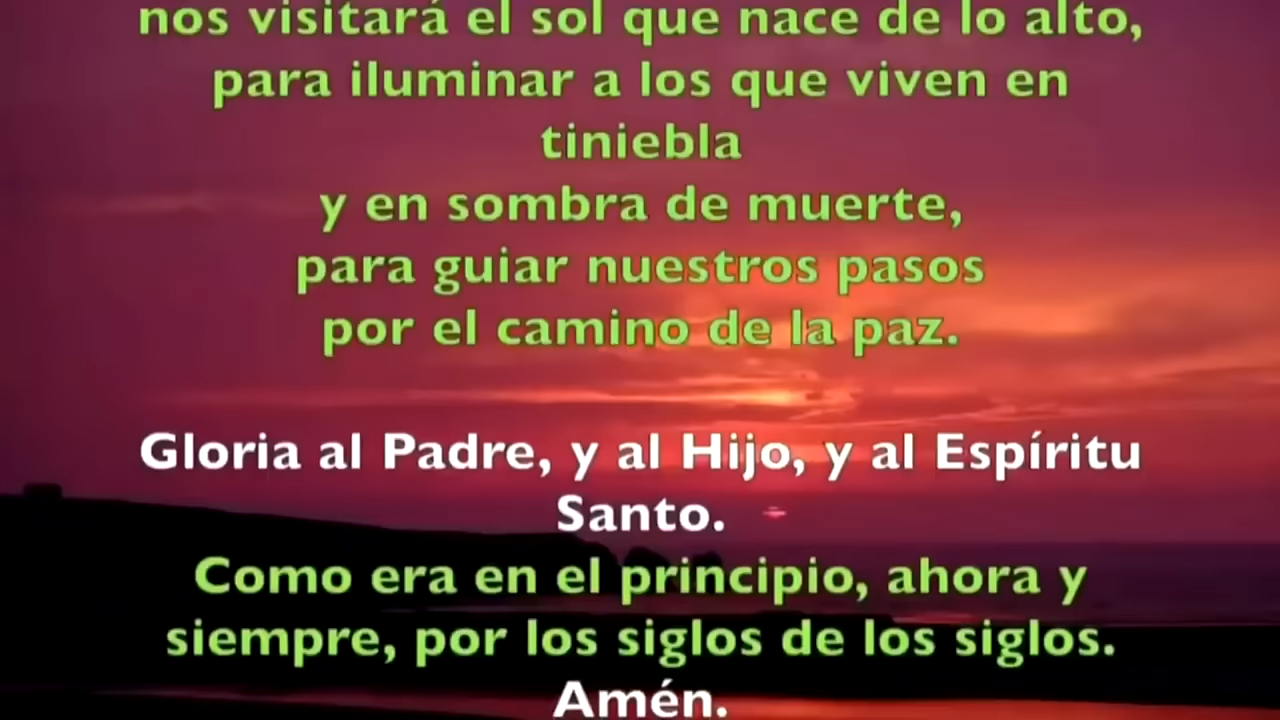 nos visitará el sol que nace de lo alto,
para iluminar a los que viven en
tiniebla
y en sombra de muerte,
para guiar nuestros pasos
por el camino de la paz.
Gloria al Padre, y al Hijo, y al Espíritu
Santo.
Como era en el principio, ahora y
siempre, por los siglos de los siglos.
Amén.